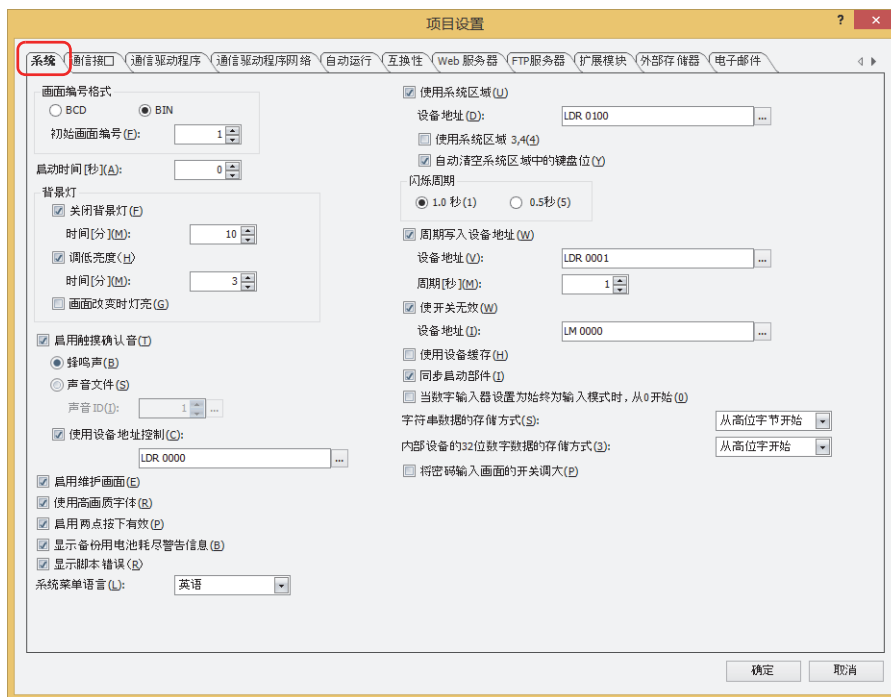 项目设置
? ×
系统 通信接口 通信驱动程序 通信驱动程序网络 自动运行 互换性 Web 服务器 FTP服务器 扩展模块 外部存储器 电子邮件
画面编号格式
BCD BIN
初始画面编号(F): 1
启动时间[秒](A): 0
背景灯
关闭背景灯(F)
时间[分](M): 10
调低亮度(H)
时间[分](M): 3
画面改变时灯亮(G)
启用触摸确认音(T)
蜂鸣声(B)
声音文件(S)
声音ID(I): 1 ...
使用设备地址控制(C):
LDR 0000 ...
启用维护画面(E)
使用高画质字体(R)
启用两点按下有效(P)
显示备份用电池耗尽警告信息(B)
显示脚本错误(R)
系统菜单语言(L): 英语
使用系统区域(U)
设备地址(D): LDR 0100 ...
使用系统区域 3,4(4)
自动清空系统区域中的键盘位(Y)
闪烁周期
1.0 秒(1) 0.5秒(5)
周期写入设备地址(W)
设备地址(V): LDR 0001 ...
周期[秒](M): 1
使开关无效(W)
设备地址(I): LM 0000 ...
使用设备缓存(H)
同步启动部件(I)
当数字输入器设置为始终为输入模式时，从0开始(0)
字符串数据的存储方式(S): 从高位字节开始
内部设备的32位数字数据的存储方式(3): 从高位字开始
将密码输入画面的开关调大(P)
确定 取消